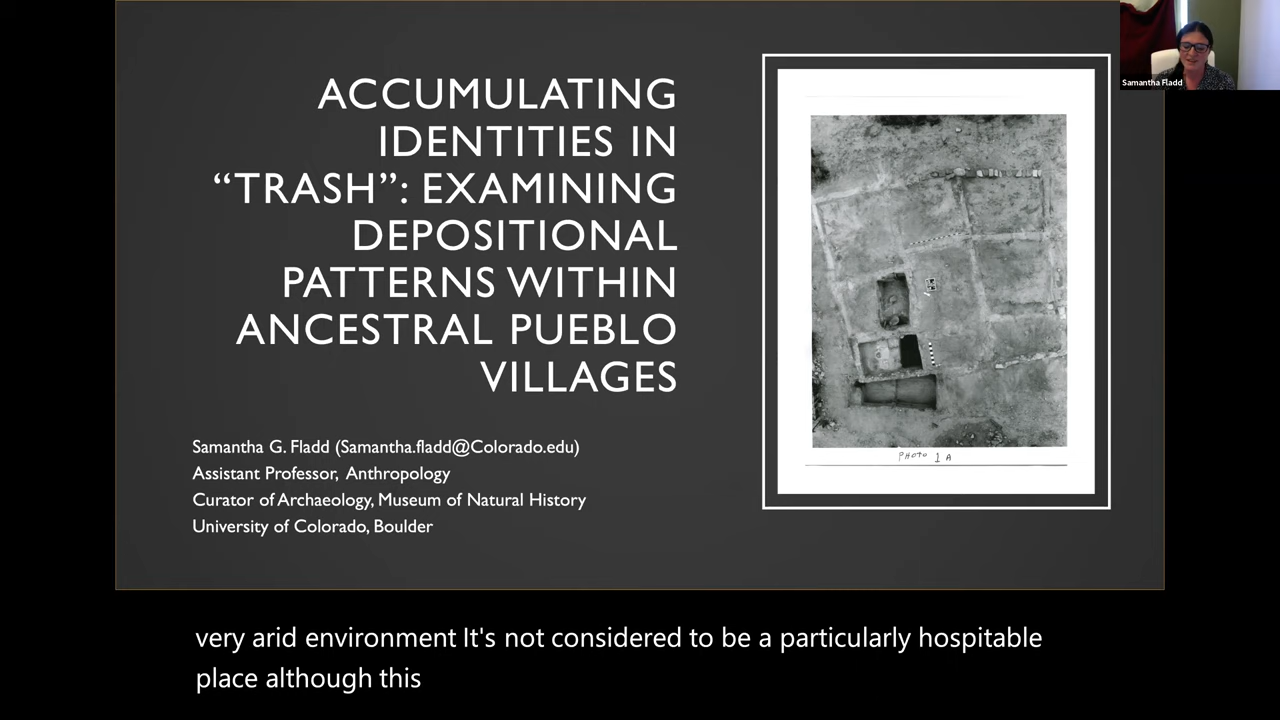 ACCUMULATING
IDENTITIES IN
“TRASH”: EXAMINING
DEPOSITIONAL
PATTERNS WITHIN
ANCESTRAL PUEBLO
VILLAGES
Samantha G. Fladd (Samantha.fladd@Colorado.edu)
Assistant Professor, Anthropology
Curator of Archaeology, Museum of Natural History
University of Colorado, Boulder
PHOTO 1 A
Samantha Fladd
very arid environment It's not considered to be a particularly hospitable
place although this